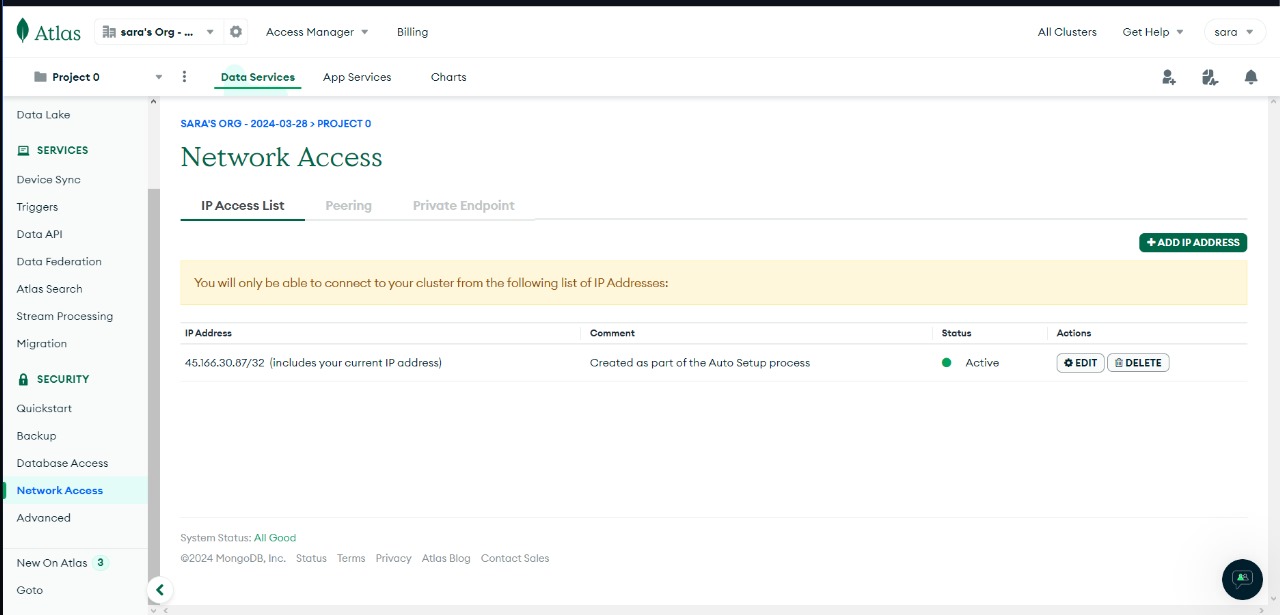 Atlas
sara's Org - ...
Access Manager
Billing
All Clusters
Get Help
sara
Project 0
Data Services
App Services
Charts
Data Lake
SERVICES
Device Sync
Triggers
Data API
Data Federation
Atlas Search
Stream Processing
Migration
SECURITY
Quickstart
Backup
Database Access
Network Access
Advanced
New On Atlas 3
Goto
SARA'S ORG - 2024-03-28 > PROJECT 0
Network Access
IP Access List
Peering
Private Endpoint
+ ADD IP ADDRESS
You will only be able to connect to your cluster from the following list of IP Addresses:
IP Address Comment Status Actions
45.166.30.87/32 (includes your current IP address) Created as part of the Auto Setup process Active EDIT DELETE
System Status: All Good
©2024 MongoDB, Inc. Status Terms Privacy Atlas Blog Contact Sales